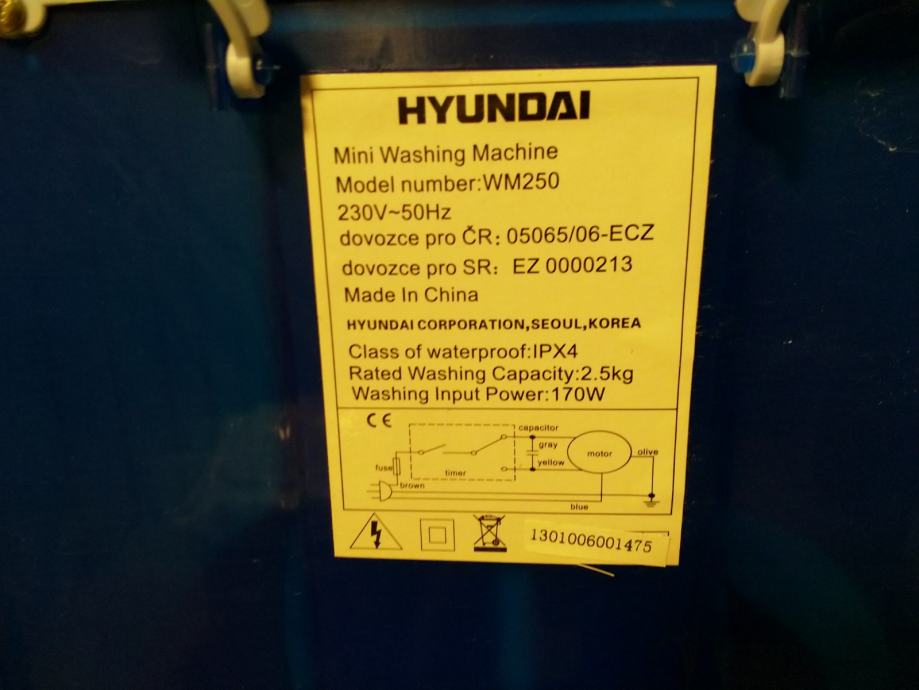 HYUNDAI
Mini Washing Machine
Model number:WM250
230V~50Hz
dovozce pro ČR: 05065/06-ECZ
dovozce pro SR: EZ 0000213
Made In China
HYUNDAI CORPORATION,SEOUL,KOREA
Class of waterproof:IPX4
Rated Washing Capacity:2.5kg
Washing Input Power:170W
CE
capacitor
gray
motor
olive
yellow
fuse
timer
brown
blue
1301006001475